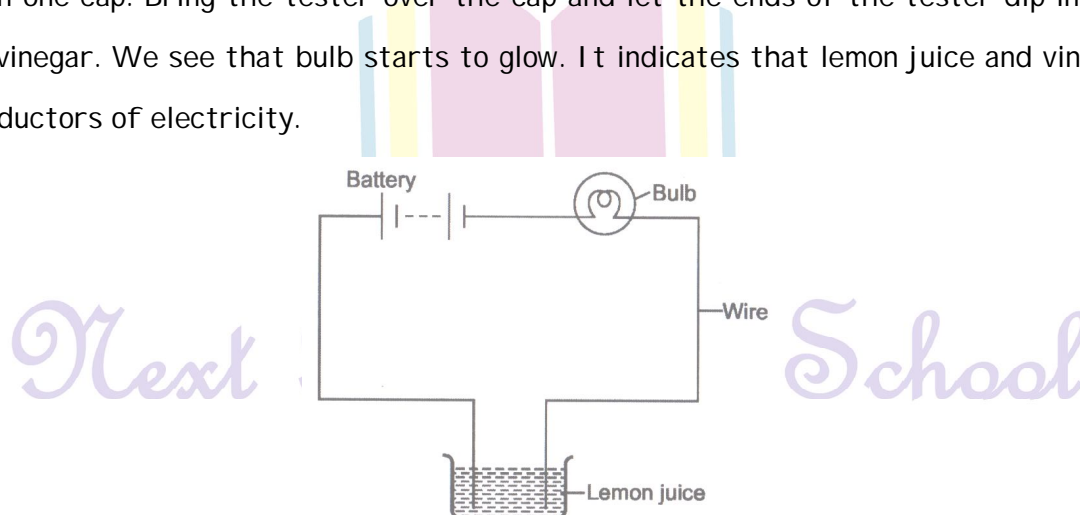 n one cap. Bring the tester over the cap and let the ends of the tester dip in
vinegar. We see that bulb starts to glow. It indicates that lemon juice and vin
ductors of electricity.
Battery
Bulb
Wire
Next School
Lemon juice